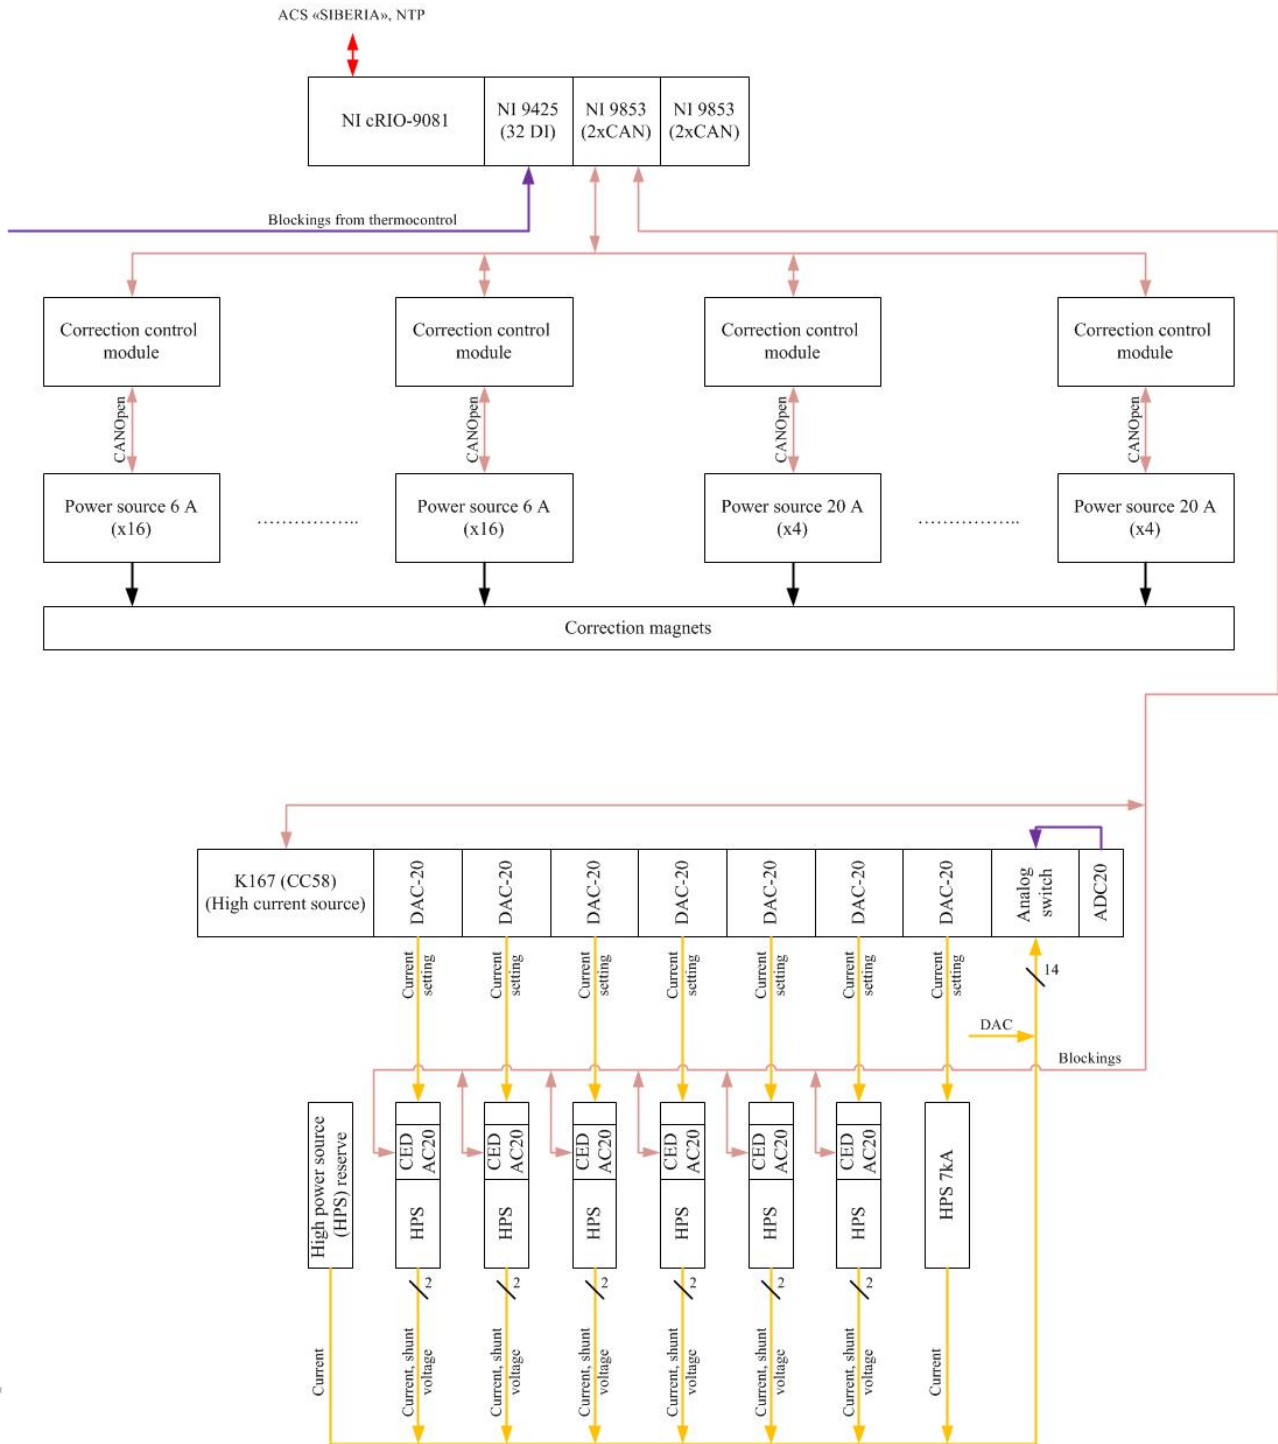 ACS «SIBERIA», NTP
NI cRIO-9081
NI 9425
(32 DI)
NI 9853
(2xCAN)
NI 9853
(2xCAN)
Blockings from thermocontrol
Correction control
module
Correction control
module
Correction control
module
Correction control
module
CANOpen
CANOpen
CANOpen
CANOpen
Power source 6 A
(x16)
.................
Power source 6 A
(x16)
Power source 20 A
(x4)
.................
Power source 20 A
(x4)
Correction magnets
K167 (CC58)
(High current source)
DAC-20
DAC-20
DAC-20
DAC-20
DAC-20
DAC-20
DAC-20
Analog
switch
ADC20
Current
setting
Current
setting
Current
setting
Current
setting
Current
setting
Current
setting
Current
setting
14
DAC
Blockings
High power source
(HPS) reserve
CED
AC20
HPS
CED
AC20
HPS
CED
AC20
HPS
CED
AC20
HPS
CED
AC20
HPS
CED
AC20
HPS
HPS 7kA
2
2
2
2
2
2
Current
Current, shunt
voltage
Current, shunt
voltage
Current, shunt
voltage
Current, shunt
voltage
Current, shunt
voltage
Current, shunt
voltage
Current